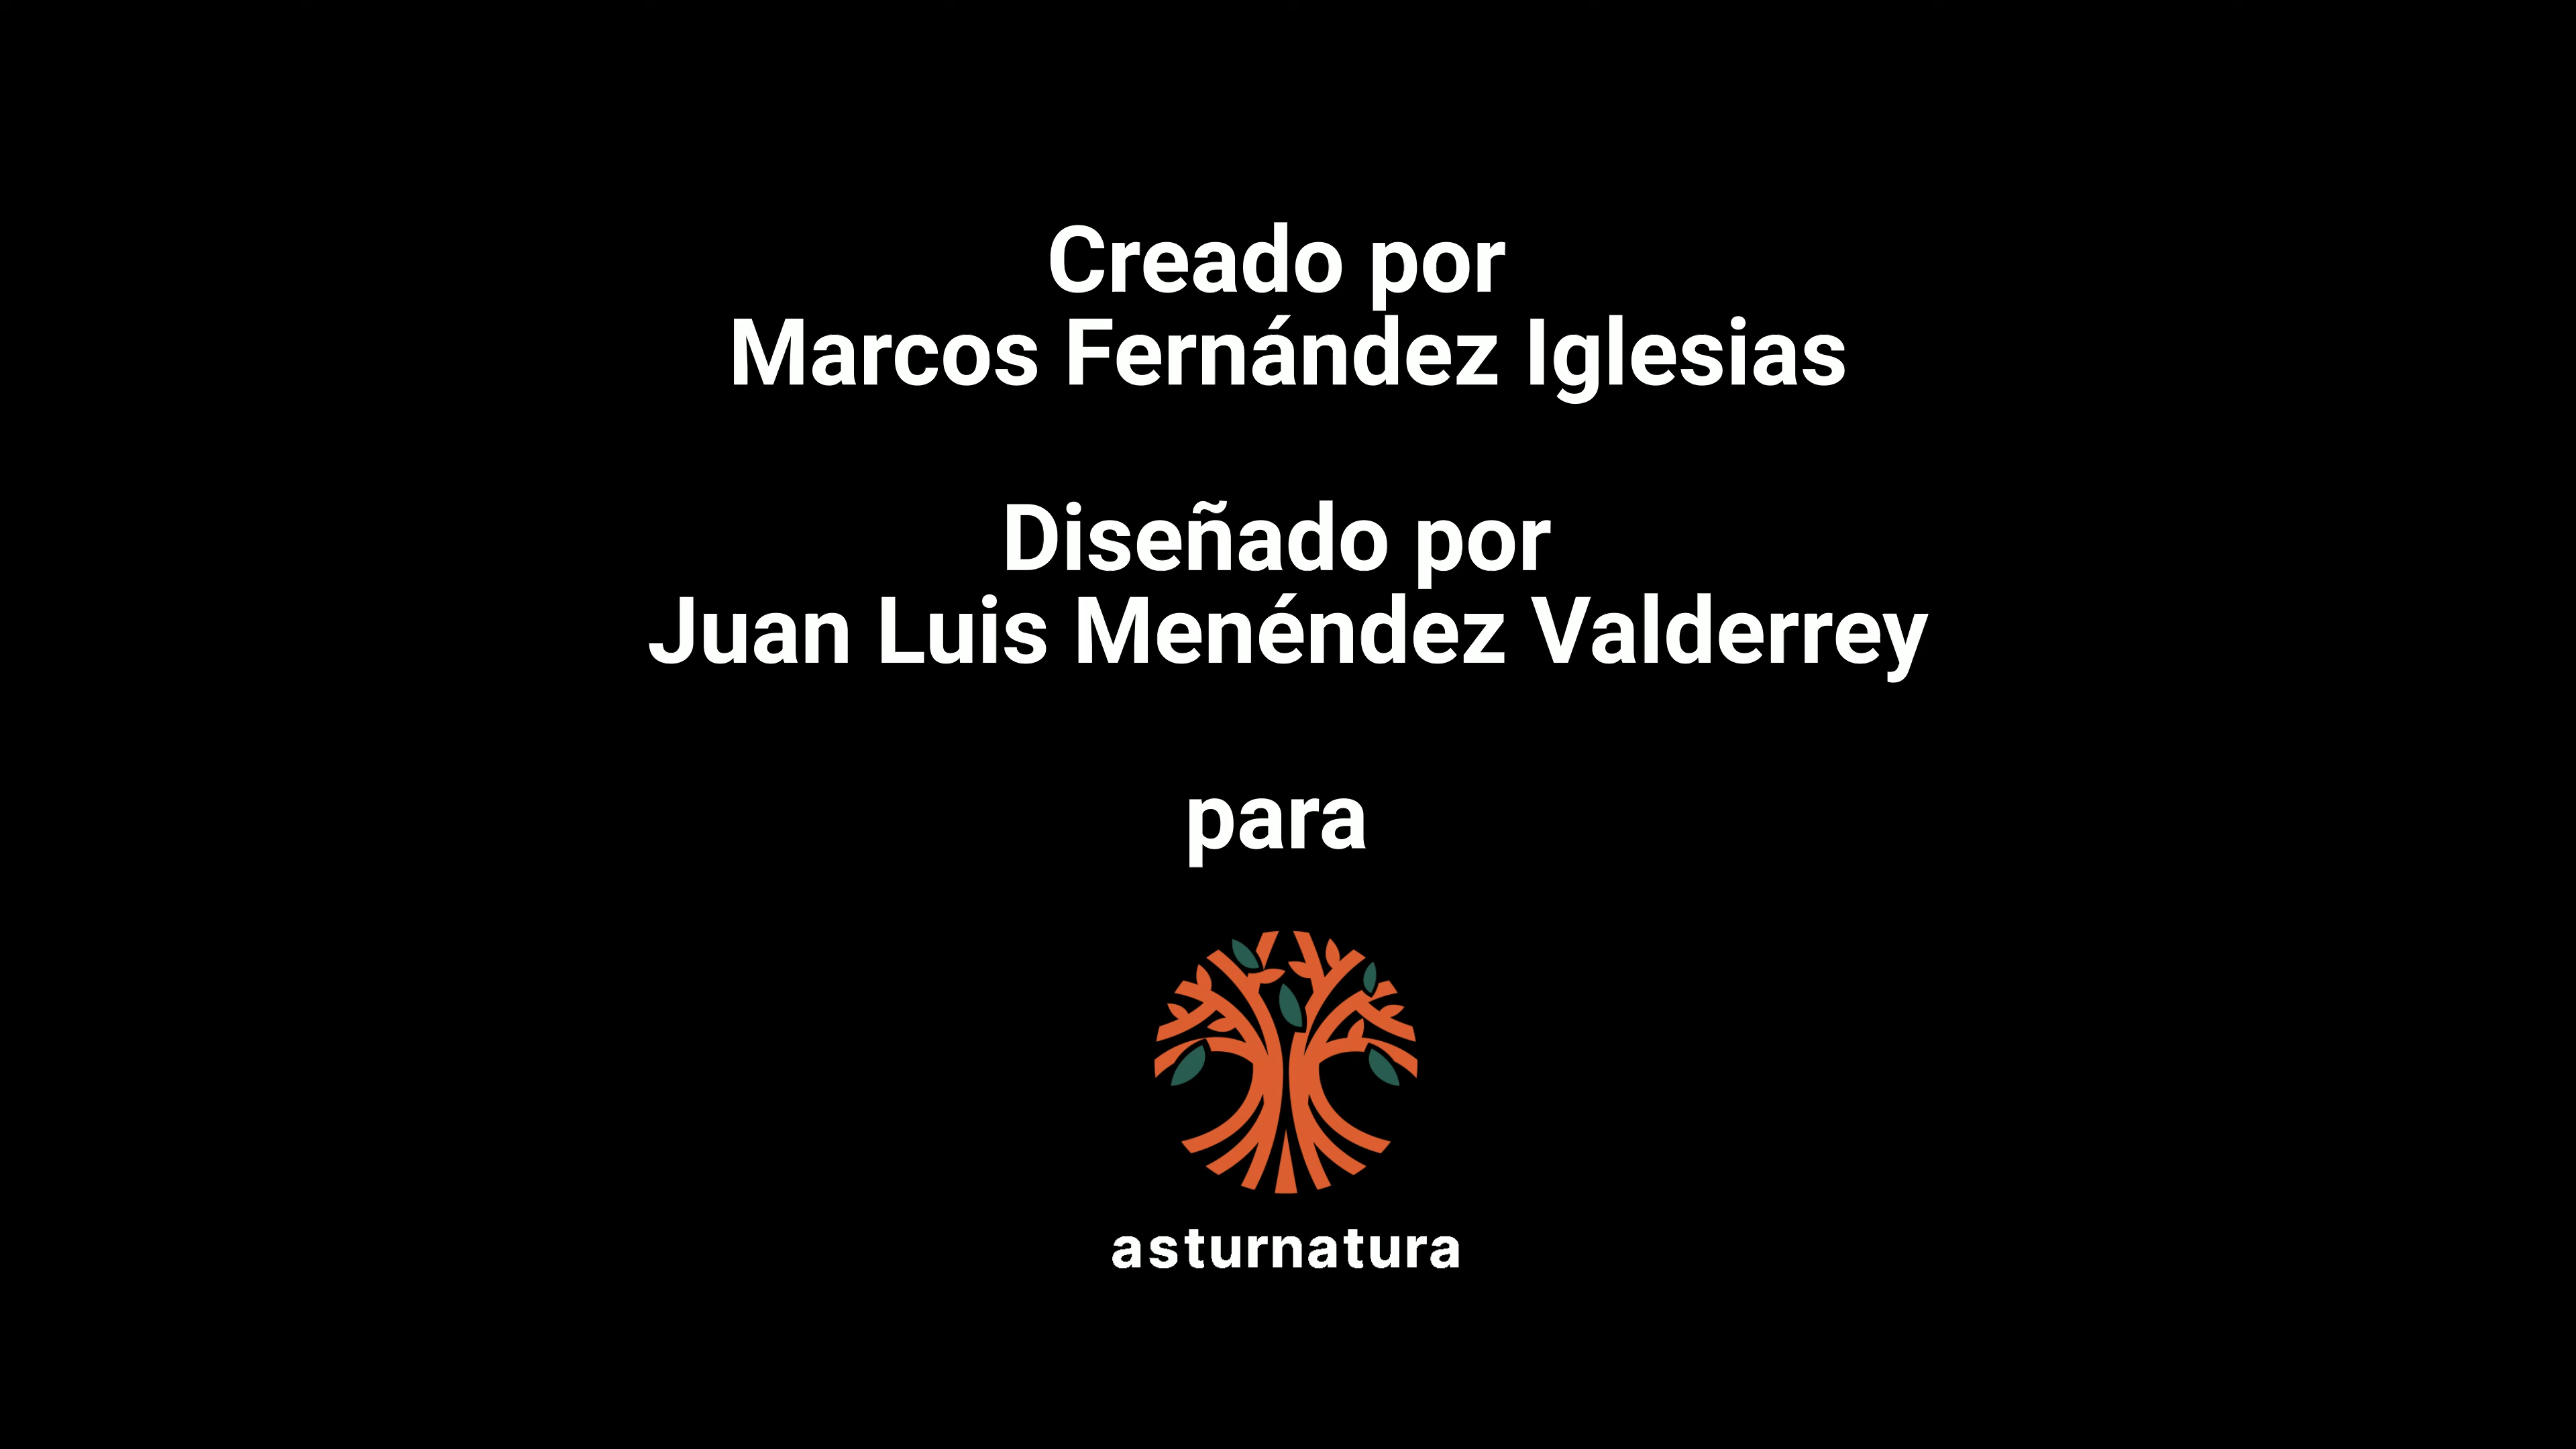 Creado por
Marcos Fernández Iglesias
Diseñado por
Juan Luis Menéndez Valderrey
para
asturnatura